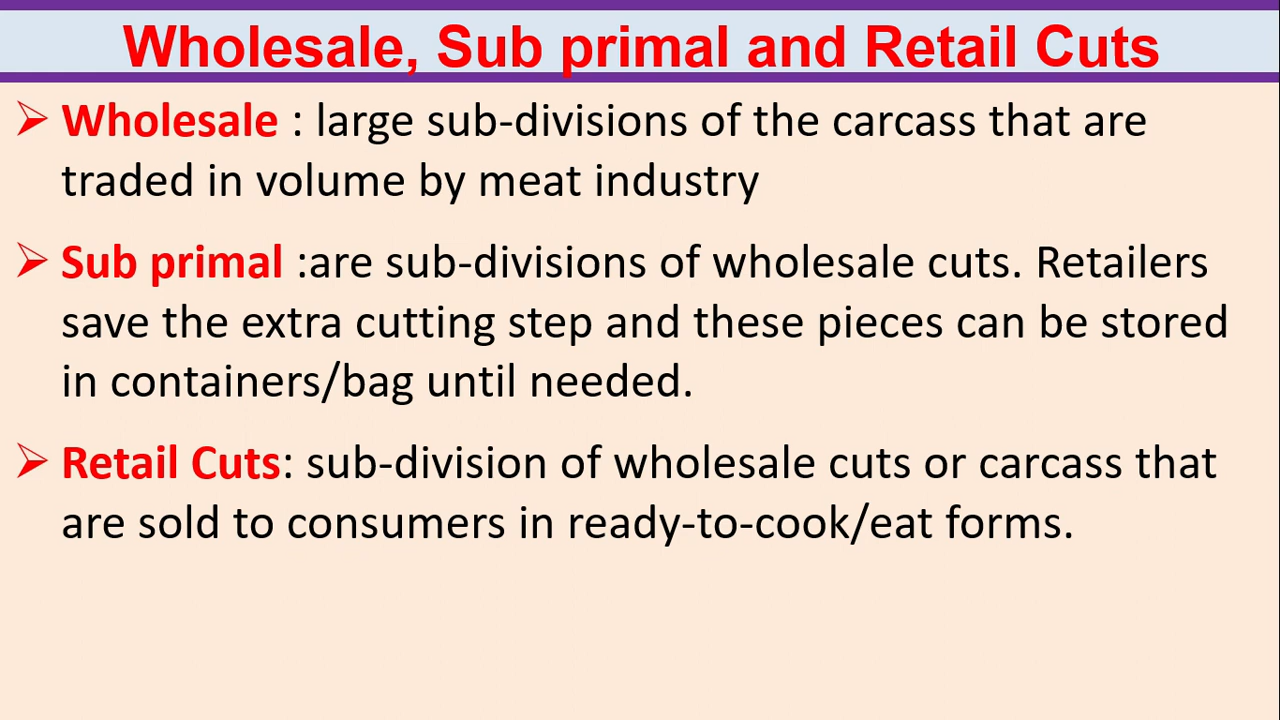 Wholesale, Sub primal and Retail Cuts
Wholesale : large sub-divisions of the carcass that are
traded in volume by meat industry
Sub primal :are sub-divisions of wholesale cuts. Retailers
save the extra cutting step and these pieces can be stored
in containers/bag until needed.
Retail Cuts: sub-division of wholesale cuts or carcass that
are sold to consumers in ready-to-cook/eat forms.